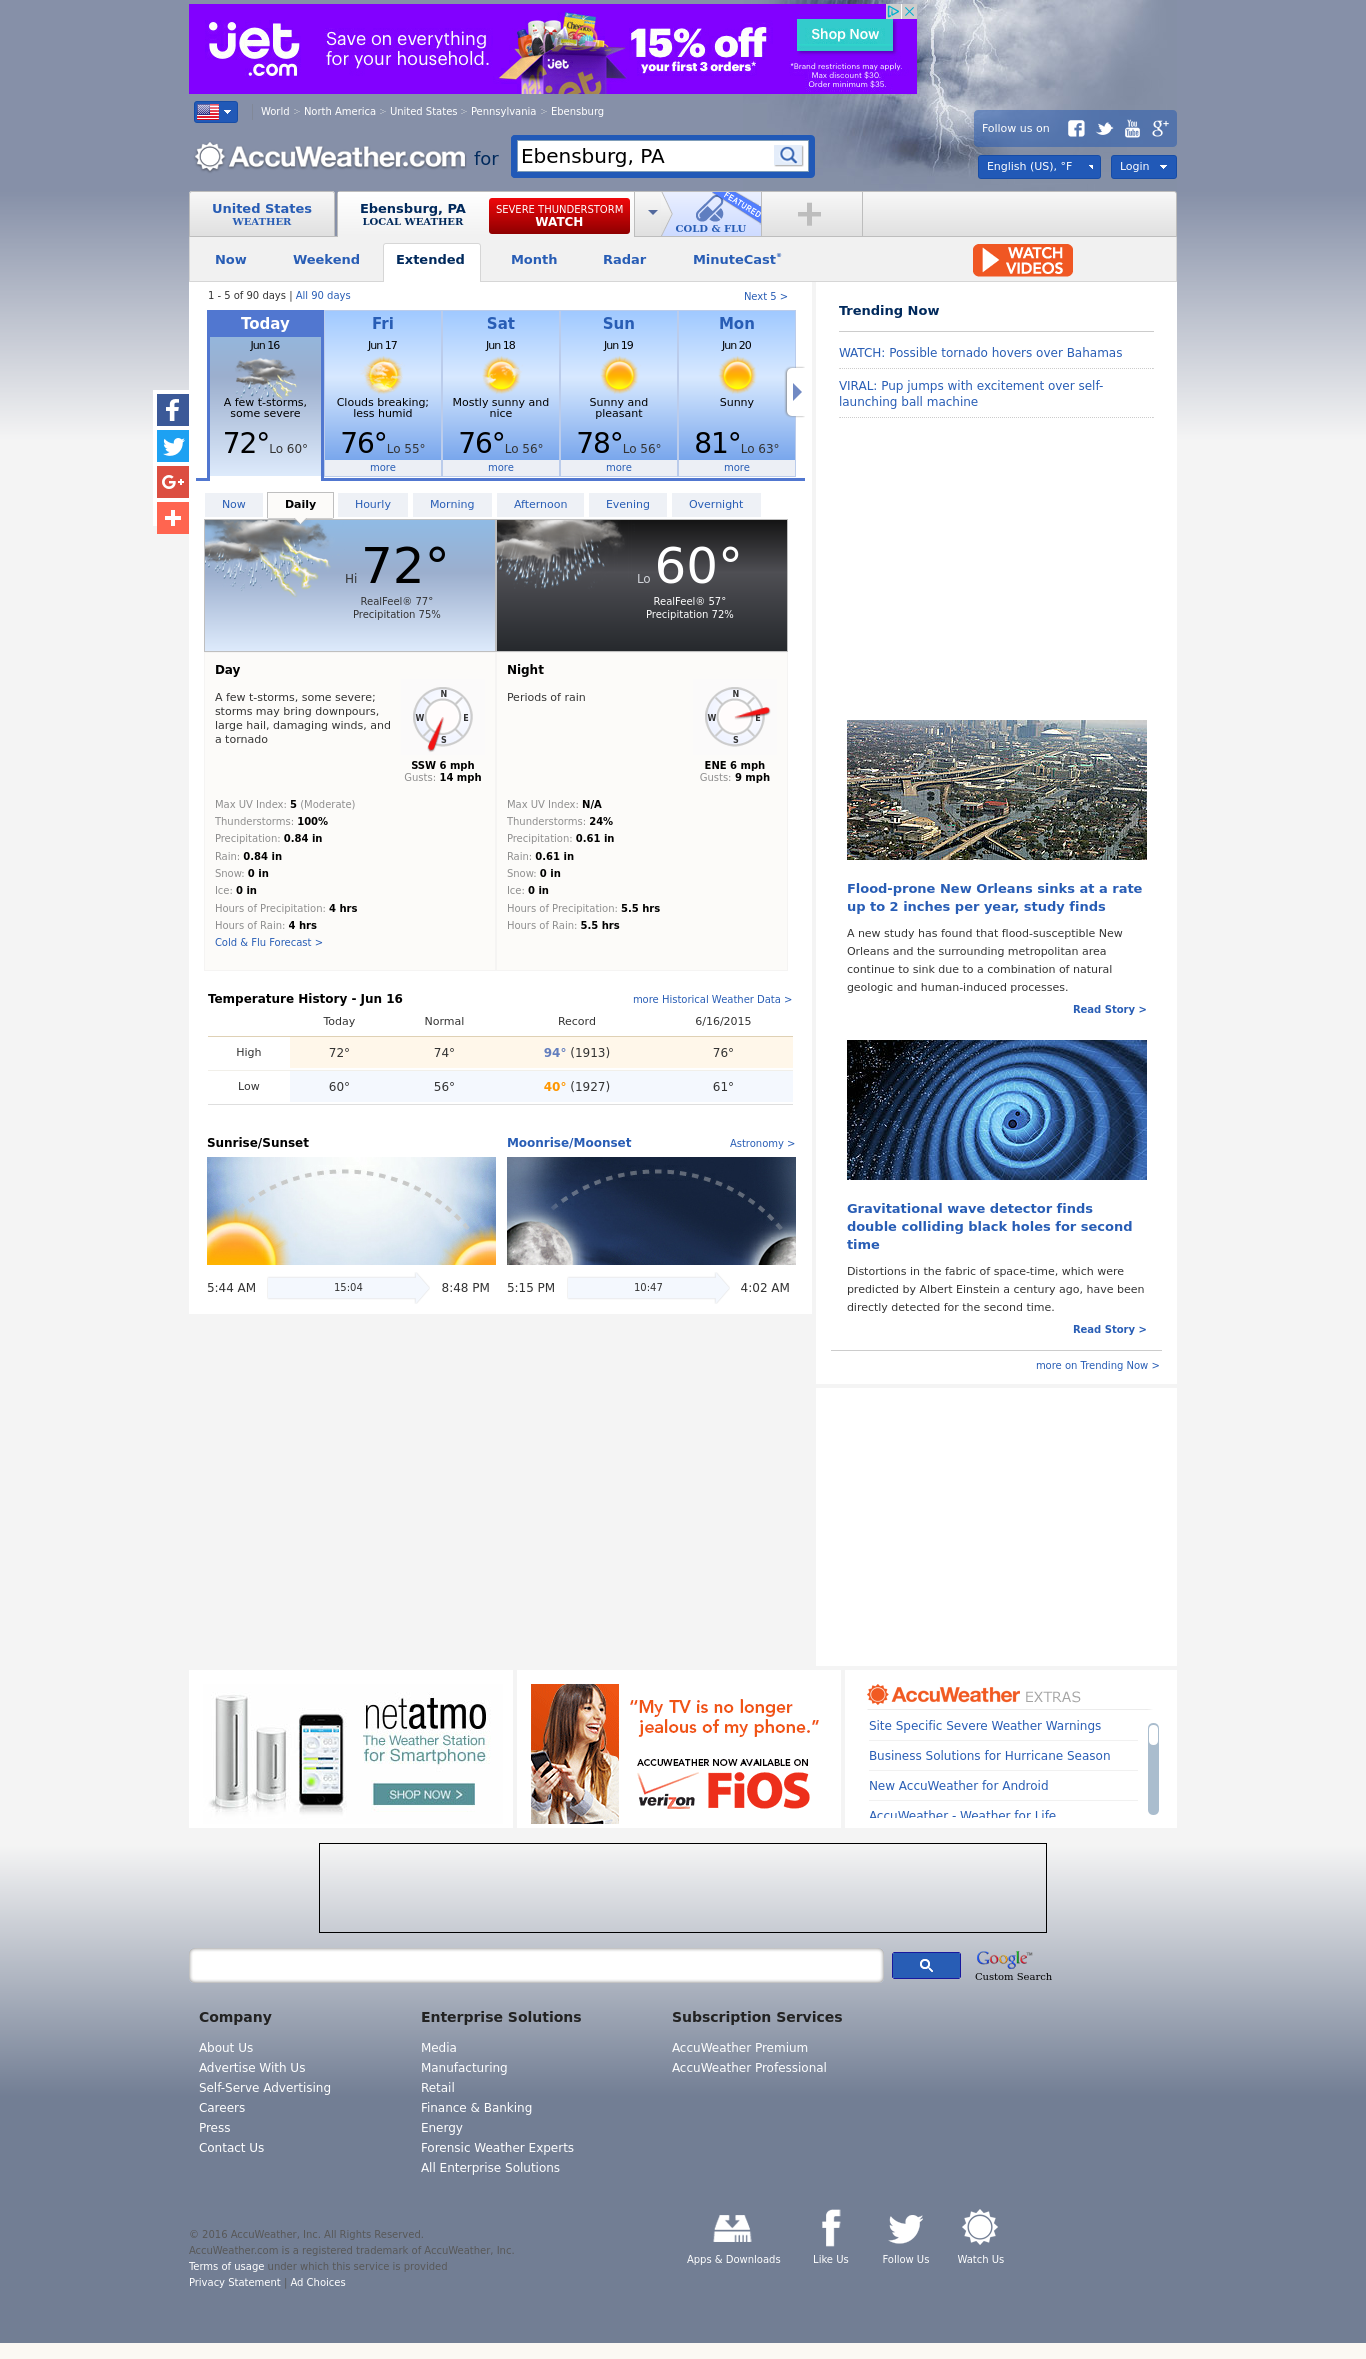 jet
.com
Save on everything
for your household.
jet
15% off
your first 3 orders*
Shop Now
*Brand restrictions may apply.
Max discount $30.
Order minimum $35.
World > North America > United States > Pennsylvania > Ebensburg
Follow us on
AccuWeather.com for Ebensburg, PA
English (US), °F
Login
United States
WEATHER
Ebensburg, PA
LOCAL WEATHER
SEVERE THUNDERSTORM
WATCH
FEATURED
COLD & FLU
Now Weekend Extended Month Radar MinuteCast
WATCH
VIDEOS
1 - 5 of 90 days | All 90 days
Next 5 >
Today Fri Sat Sun Mon
Jun 16 Jun 17 Jun 18 Jun 19 Jun 20
A few t-storms, some severe
Clouds breaking; less humid
Mostly sunny and nice
Sunny and pleasant
Sunny
72° Lo 60° 76° Lo 55° 76° Lo 56° 78° Lo 56° 81° Lo 63°
more more more more
Now Daily Hourly Morning Afternoon Evening Overnight
Hi 72°
RealFeel® 77°
Precipitation 75%
Lo 60°
RealFeel® 57°
Precipitation 72%
Day
A few t-storms, some severe;
storms may bring downpours,
large hail, damaging winds, and
a tornado
N
W E
S
SSW 6 mph
Gusts: 14 mph
Max UV Index: 5 (Moderate)
Thunderstorms: 100%
Precipitation: 0.84 in
Rain: 0.84 in
Snow: 0 in
Ice: 0 in
Hours of Precipitation: 4 hrs
Hours of Rain: 4 hrs
Cold & Flu Forecast >
Night
Periods of rain
N
W E
S
ENE 6 mph
Gusts: 9 mph
Max UV Index: N/A
Thunderstorms: 24%
Precipitation: 0.61 in
Rain: 0.61 in
Snow: 0 in
Ice: 0 in
Hours of Precipitation: 5.5 hrs
Hours of Rain: 5.5 hrs
Temperature History - Jun 16
more Historical Weather Data >
Today Normal Record 6/16/2015
High 72° 74° 94° (1913) 76°
Low 60° 56° 40° (1927) 61°
Sunrise/Sunset
5:44 AM 15:04 8:48 PM
Moonrise/Moonset
Astronomy >
5:15 PM 10:47 4:02 AM
Trending Now
WATCH: Possible tornado hovers over Bahamas
VIRAL: Pup jumps with excitement over self-
launching ball machine
Flood-prone New Orleans sinks at a rate
up to 2 inches per year, study finds
A new study has found that flood-susceptible New
Orleans and the surrounding metropolitan area
continue to sink due to a combination of natural
geologic and human-induced processes.
Read Story >
Gravitational wave detector finds
double colliding black holes for second
time
Distortions in the fabric of space-time, which were
predicted by Albert Einstein a century ago, have been
directly detected for the second time.
Read Story >
more on Trending Now >
netatmo
The Weather Station
for Smartphone
SHOP NOW >
“My TV is no longer
jealous of my phone.”
ACCUWEATHER NOW AVAILABLE ON
verizon FiOS
AccuWeather EXTRAS
Site Specific Severe Weather Warnings
Business Solutions for Hurricane Season
New AccuWeather for Android
AccuWeather - Weather for Life
Google™
Custom Search
Company
About Us
Advertise With Us
Self-Serve Advertising
Careers
Press
Contact Us
Enterprise Solutions
Media
Manufacturing
Retail
Finance & Banking
Energy
Forensic Weather Experts
All Enterprise Solutions
Subscription Services
AccuWeather Premium
AccuWeather Professional
© 2016 AccuWeather, Inc. All Rights Reserved.
AccuWeather.com is a registered trademark of AccuWeather, Inc.
Terms of usage under which this service is provided
Privacy Statement | Ad Choices
Apps & Downloads
Like Us
Follow Us
Watch Us